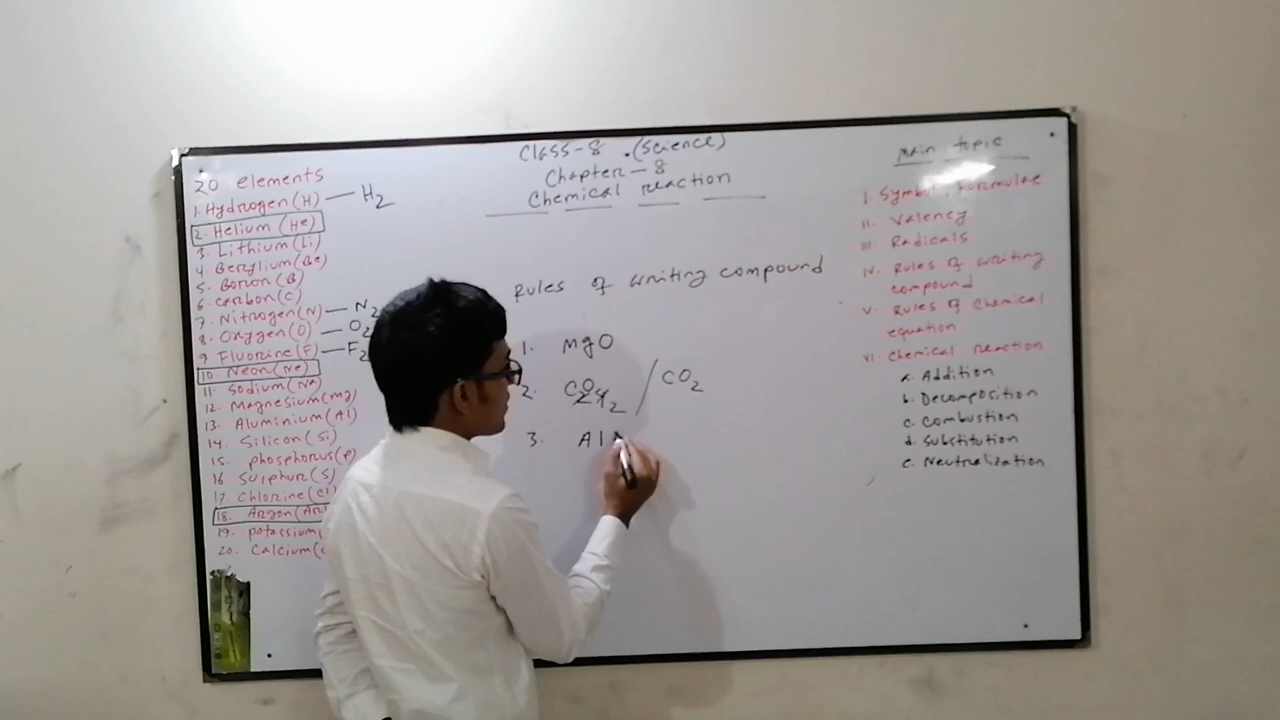 Class-8 (Science)
Chapter-8
Chemical reaction
20 elements
1. Hydrogen (H) — H2
2. Helium (He)
3. Lithium (Li)
4. Berylium (Be)
5. Boron (B)
6. Carbon (C)
7. Nitrogen (N) — N2
8. Oxygen (O) — O2
9. Fluorine (F) — F2
10. Neon (Ne)
11. Sodium (Na)
12. Magnesium (mg)
13. Aluminium (Al)
14. Silicon (Si)
15. phosphorus (p)
16. Sulphur (S)
17. Chlorine (Cl)
18. Argon (Ar
19. potassium (
20. Calcium (
Rules of writing compound
1. MgO
2. / CO2
3. Al
Main topic
I. Symbol, Formulae
II. Valency
III. Radicals
IV. Rules of writing
compound
V. Rules of Chemical
equation
VI. Chemical reaction
a. Addition
b. Decomposition
c. Combustion
d. Substitution
e. Neutralization